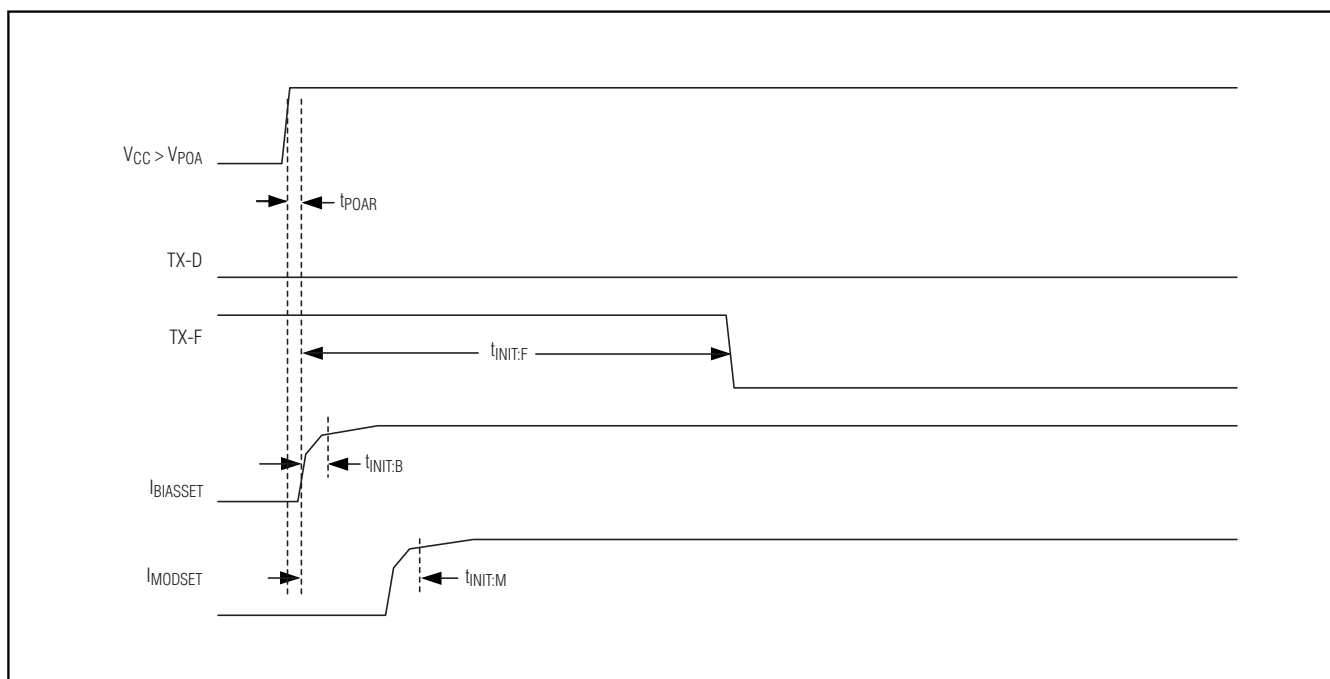 VCC > VPOA
tPOAR
TX-D
TX-F
tINIT:F
tINIT:B
IBIASSET
IMODSET
tINIT:M